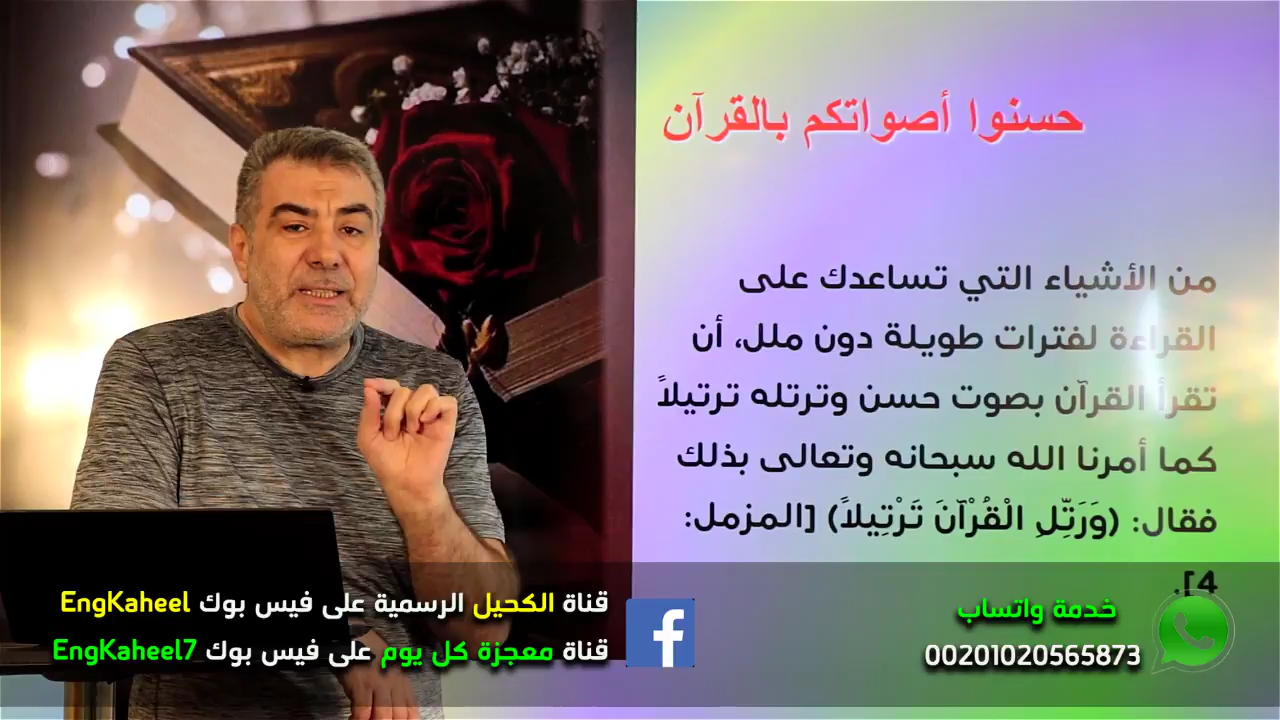 حسنوا أصواتكم بالقرآن
من الأشياء التي تساعدك على
القراءة لفترات طويلة دون ملل، أن
تقرأ القرآن بصوت حسن وترتله ترتيلاً
كما أمرنا الله سبحانه وتعالى بذلك
فقال: (وَرَتِّلِ الْقُرْآنَ تَرْتِيلاً) [المزمل:
4].
خدمة واتساب
00201020565873
قناة الكحيل الرسمية على فيس بوك EngKaheel
قناة معجزة كل يوم على فيس بوك EngKaheel7